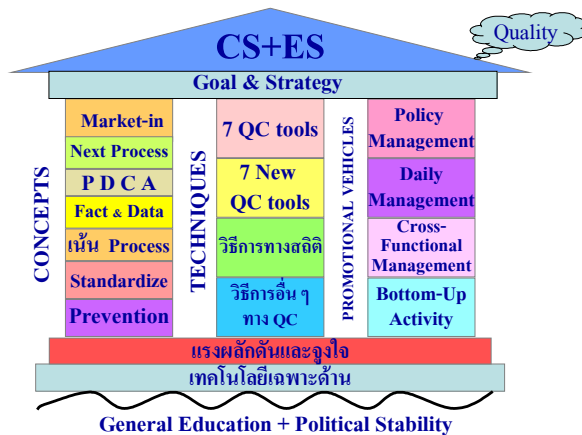 CS+ES
Quality
Goal & Strategy
CONCEPTS
Market-in
Next Process
P D C A
Fact & Data
เน้น Process
Standardize
Prevention
TECHNIQUES
7 QC tools
7 New
QC tools
วิธีการทางสถิติ
วิธีการอื่น ๆ
ทาง QC
PROMOTIONAL VEHICLES
Policy
Management
Daily
Management
Cross-
Functional
Management
Bottom-Up
Activity
แรงผลักดันและจูงใจ
เทคโนโลยีเฉพาะด้าน
General Education + Political Stability